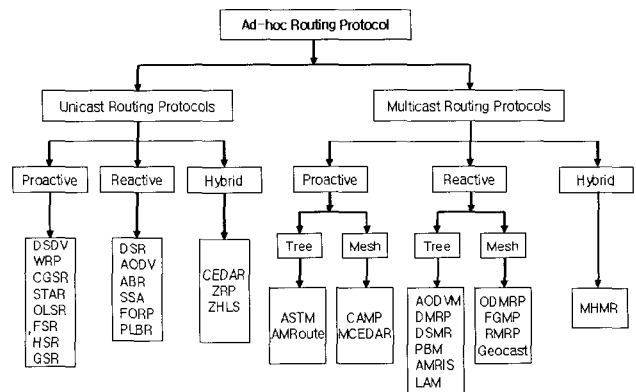 Ad-hoc Routing Protocol
Unicast Routing Protocols
Multicast Routing Protocols
Proactive
Reactive
Hybrid
Proactive
Reactive
Hybrid
Tree
Mesh
Tree
Mesh
DSDV
WRP
CGSR
STAR
OLSR
FSR
HSR
GSR
DSR
AODV
ABR
SSA
FORP
PLBR
CEDAR
ZRP
ZHLS
ASTM
AMRoute
CAMP
MCEDAR
AODVM
DMRP
DSMR
PBM
AMRIS
LAM
ODMRP
FGMP
RMRP
Geocast
MHMR